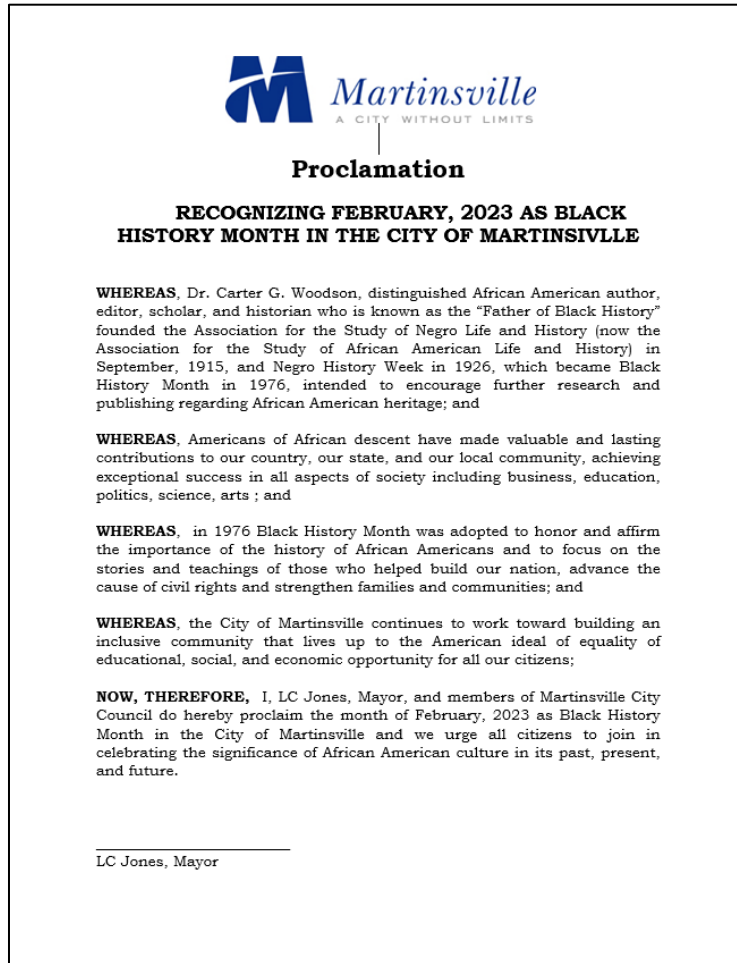 Martinsville
A CITY WITHOUT LIMITS
Proclamation
RECOGNIZING FEBRUARY, 2023 AS BLACK
HISTORY MONTH IN THE CITY OF MARTINSIVLLE
WHEREAS, Dr. Carter G. Woodson, distinguished African American author,
editor, scholar, and historian who is known as the “Father of Black History”
founded the Association for the Study of Negro Life and History (now the
Association for the Study of African American Life and History) in
September, 1915, and Negro History Week in 1926, which became Black
History Month in 1976, intended to encourage further research and
publishing regarding African American heritage; and
WHEREAS, Americans of African descent have made valuable and lasting
contributions to our country, our state, and our local community, achieving
exceptional success in all aspects of society including business, education,
politics, science, arts ; and
WHEREAS,  in 1976 Black History Month was adopted to honor and affirm
the importance of the history of African Americans and to focus on the
stories and teachings of those who helped build our nation, advance the
cause of civil rights and strengthen families and communities; and
WHEREAS, the City of Martinsville continues to work toward building an
inclusive community that lives up to the American ideal of equality of
educational, social, and economic opportunity for all our citizens;
NOW, THEREFORE,  I, LC Jones, Mayor, and members of Martinsville City
Council do hereby proclaim the month of February, 2023 as Black History
Month in the City of Martinsville and we urge all citizens to join in
celebrating the significance of African American culture in its past, present,
and future.
LC Jones, Mayor